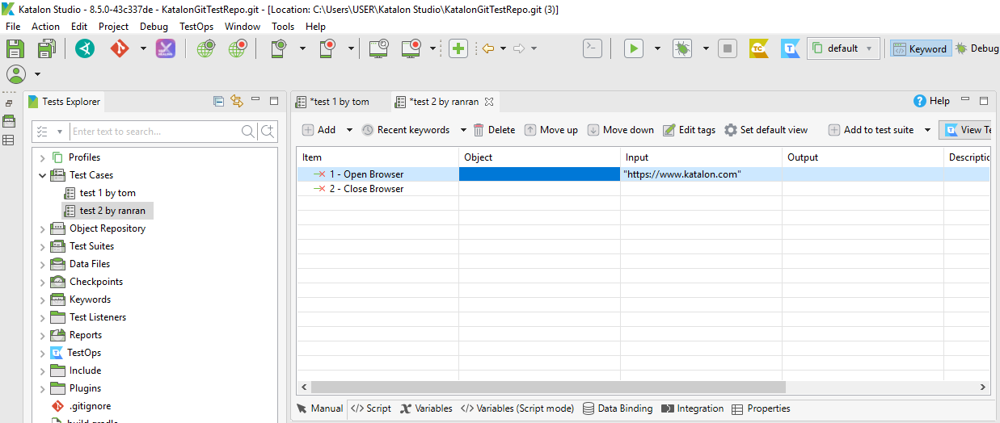 Katalon Studio - 8.5.0-43c337de - KatalonGitTestRepo.git - [Location: C:\Users\USER\Katalon Studio\KatalonGitTestRepo.git (3)]
File Action Edit Project Debug TestOps Window Tools Help
TC T default Keyword Debug
Tests Explorer
Enter text to search...
Profiles
Test Cases
test 1 by tom
test 2 by ranran
Object Repository
Test Suites
Data Files
Checkpoints
Keywords
Test Listeners
Reports
TestOps
Include
Plugins
.gitignore
build.gradle
*test 1 by tom *test 2 by ranran Help
Add Recent keywords Delete Move up Move down Edit tags Set default view Add to test suite View Te
Item Object Input Output Descriptio
1 - Open Browser "https://www.katalon.com"
2 - Close Browser
Manual </> Script Variables </> Variables (Script mode) Data Binding Integration Properties